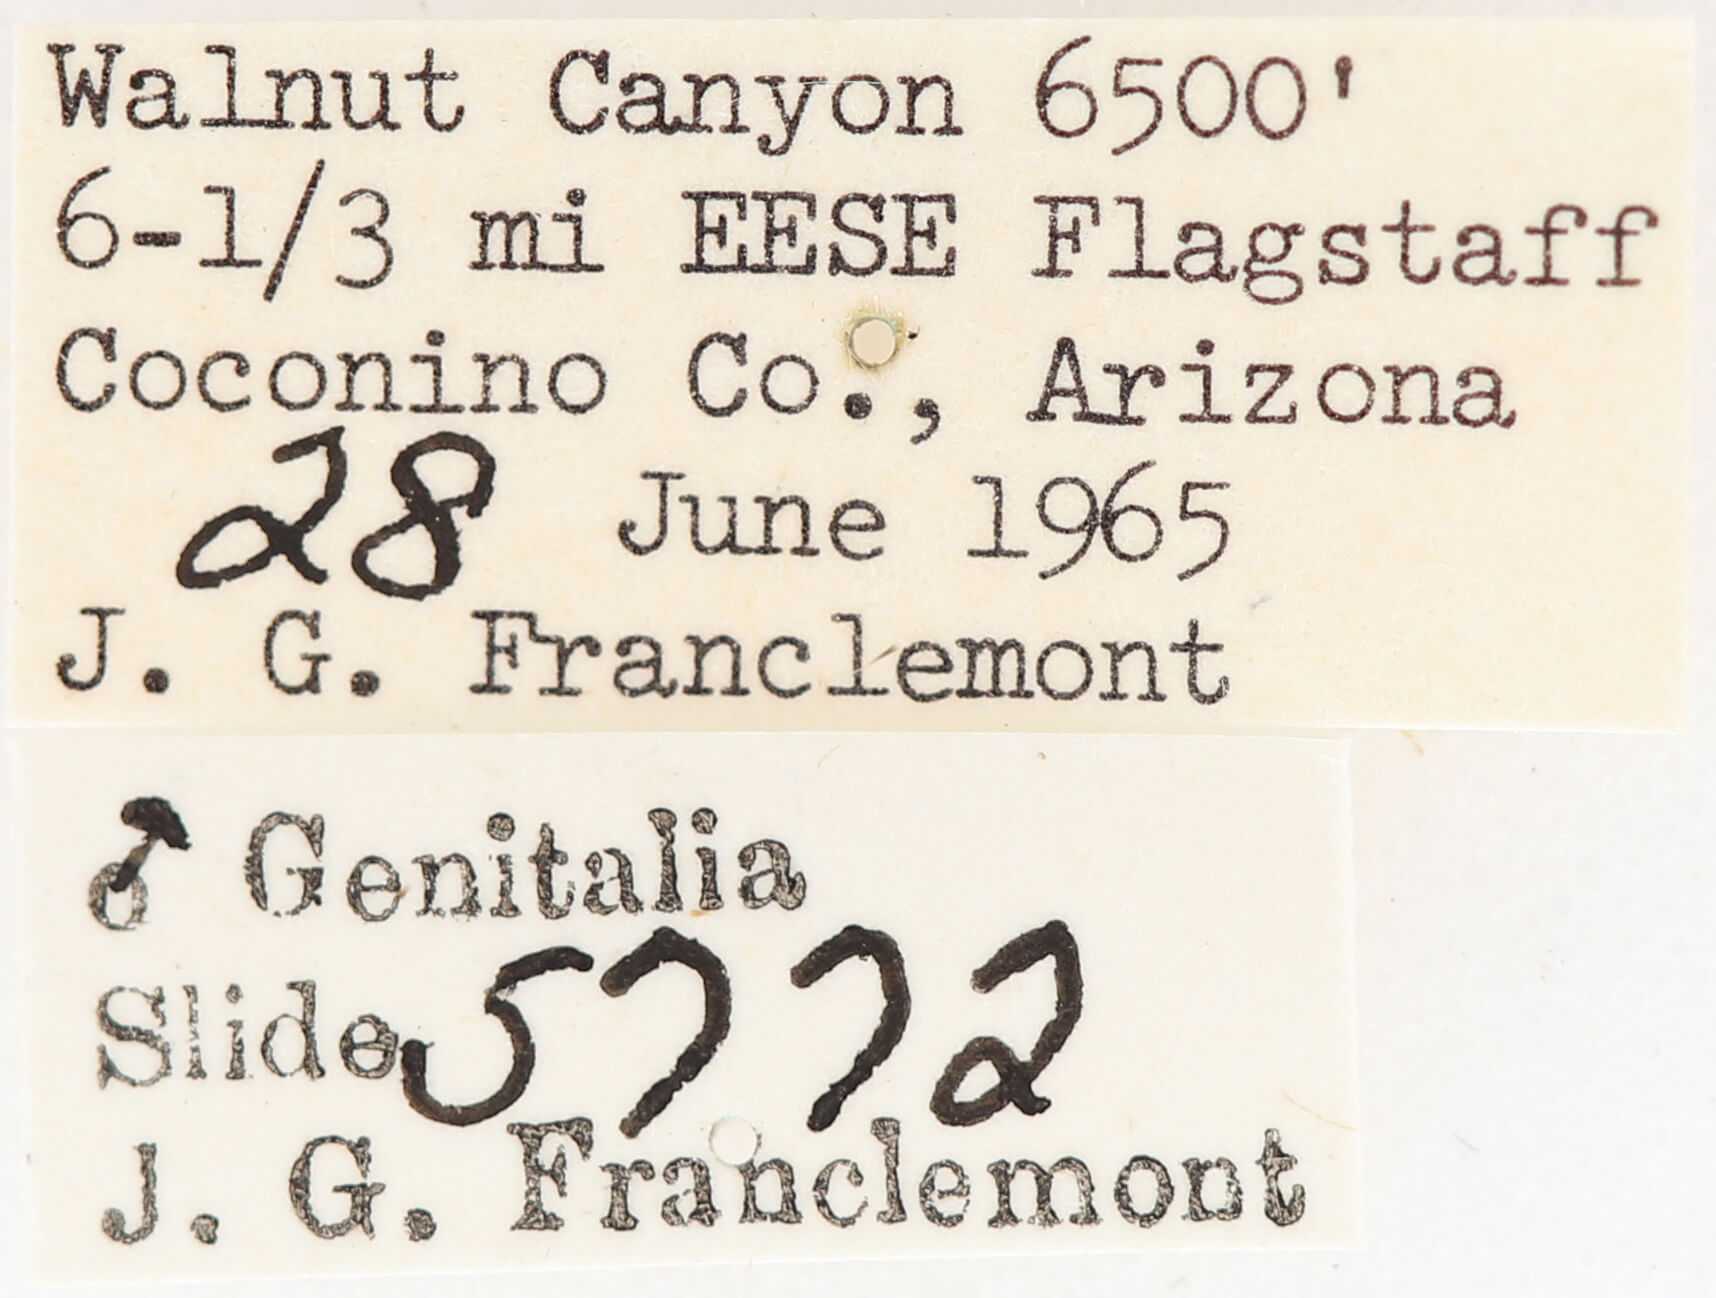 Walnut Canyon 6500'
6-1/3 mi EESE Flagstaff
Coconino Co., Arizona
28 June 1965
J. G. Franclemont
♂ Genitalia
Slide 5772
J. G. Franclemont